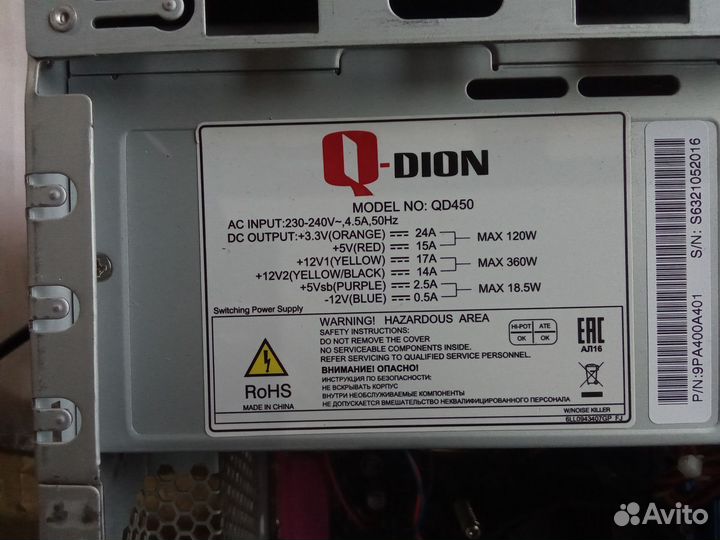 Q-DION
MODEL NO: QD450
AC INPUT:230-240V~,4.5A,50Hz
DC OUTPUT:+3.3V(ORANGE) 24A
+5V(RED) 15A
MAX 120W
+12V1(YELLOW) 17A
+12V2(YELLOW/BLACK) 14A
MAX 360W
+5Vsb(PURPLE) 2.5A
-12V(BLUE) 0.5A
MAX 18.5W
Switching Power Supply
WARNING! HAZARDOUS AREA
SAFETY INSTRUCTIONS:
DO NOT REMOVE THE COVER
NO SERVICEABLE COMPONENTS INSIDE.
REFER SERVICING TO QUALIFIED SERVICE PERSONNEL.
ВНИМАНИЕ! ОПАСНО!
ИНСТРУКЦИЯ ПО БЕЗОПАСНОСТИ:
НЕ ВСКРЫВАТЬ КОРПУС
ВНУТРИ НЕОБСЛУЖИВАЕМЫЕ КОМПОНЕНТЫ
НЕ ДОПУСКАЕТСЯ ВМЕШАТЕЛЬСТВО НЕКВАЛИФИЦИРОВАННОГО ПЕРСОНАЛА
RoHS
MADE IN CHINA
HI-POT ATE
OK OK
EAC
АЛ16
W/NOISE KILLER
S/N: S6321052016
P/N:9PA400A401
Avito